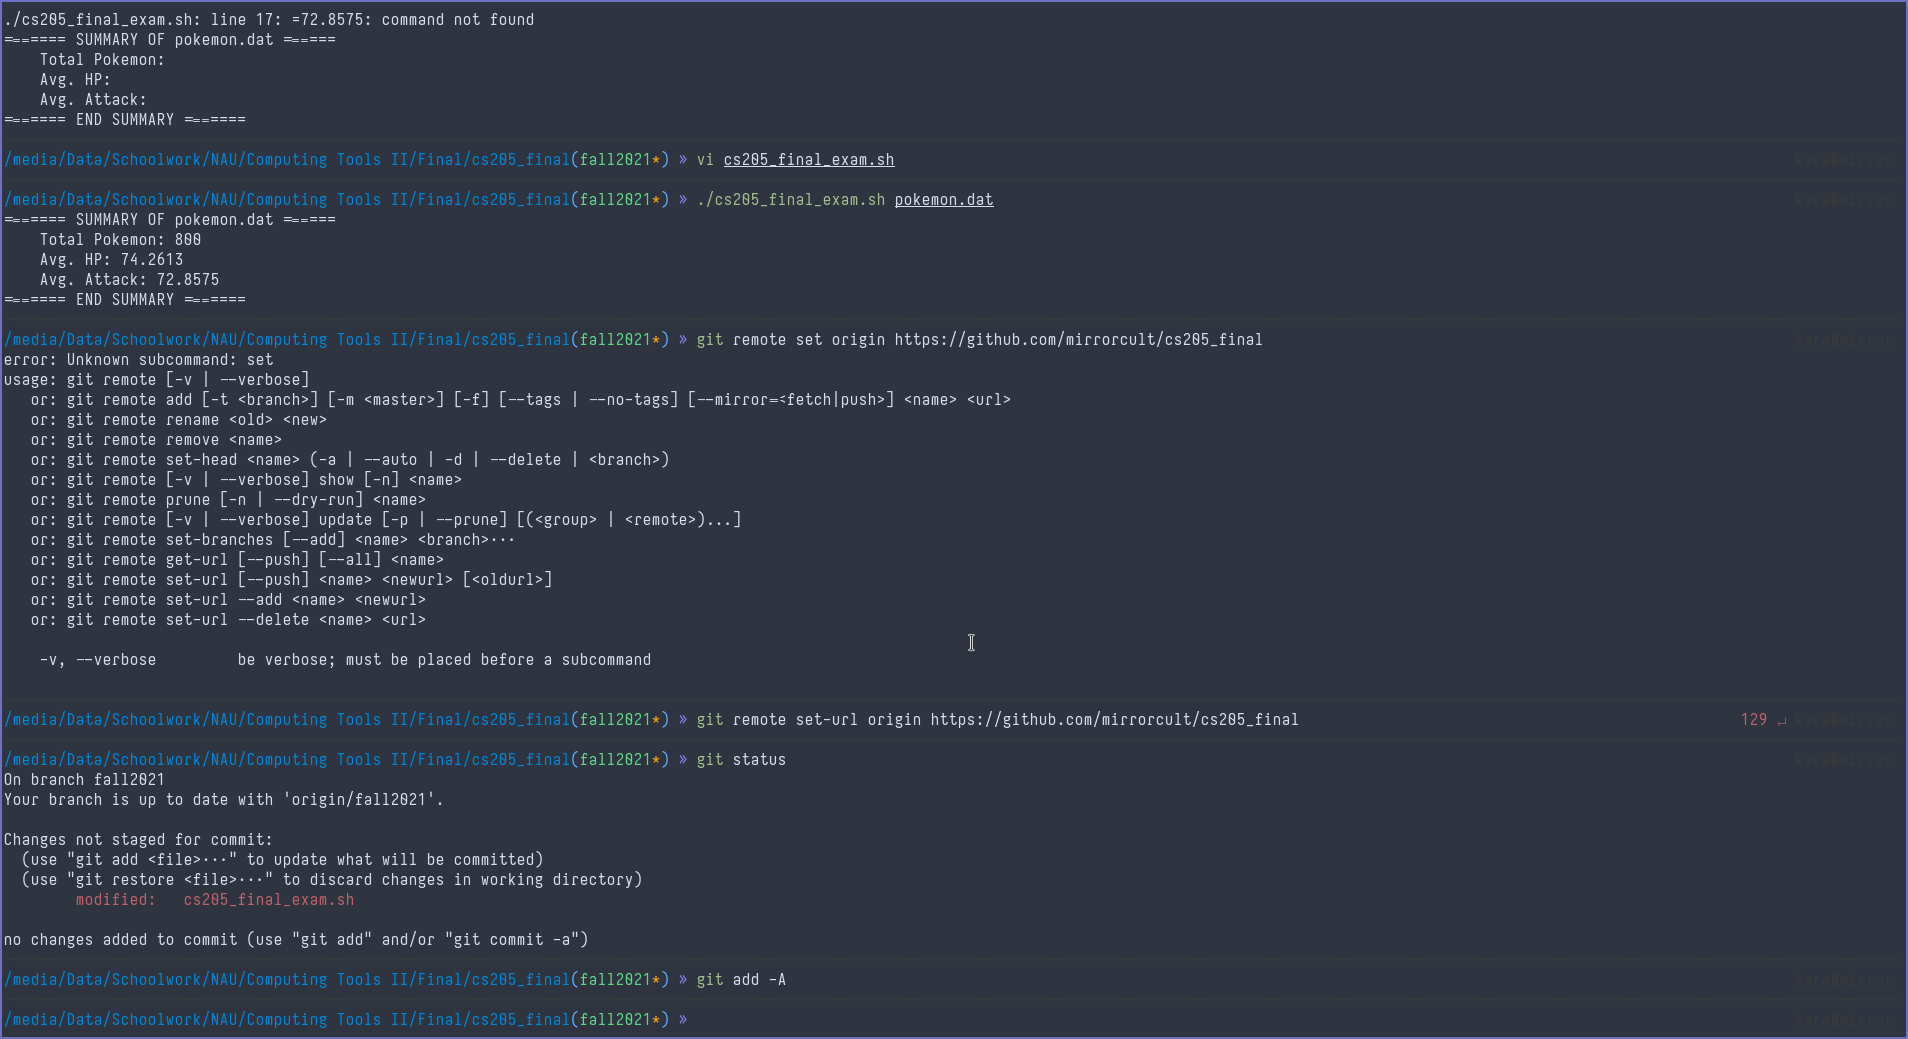 ./cs205_final_exam.sh: line 17: =72.8575: command not found
======= SUMMARY OF pokemon.dat ======
    Total Pokemon:
    Avg. HP:
    Avg. Attack:
======= END SUMMARY =======
/media/Data/Schoolwork/NAU/Computing Tools II/Final/cs205_final(fall2021*) » vi cs205_final_exam.sh kara@mirror
/media/Data/Schoolwork/NAU/Computing Tools II/Final/cs205_final(fall2021*) » ./cs205_final_exam.sh pokemon.dat kara@mirror
======= SUMMARY OF pokemon.dat ======
    Total Pokemon: 800
    Avg. HP: 74.2613
    Avg. Attack: 72.8575
======= END SUMMARY =======
/media/Data/Schoolwork/NAU/Computing Tools II/Final/cs205_final(fall2021*) » git remote set origin https://github.com/mirrorcult/cs205_final kara@mirror
error: Unknown subcommand: set
usage: git remote [-v | --verbose]
   or: git remote add [-t <branch>] [-m <master>] [-f] [--tags | --no-tags] [--mirror=<fetch|push>] <name> <url>
   or: git remote rename <old> <new>
   or: git remote remove <name>
   or: git remote set-head <name> (-a | --auto | -d | --delete | <branch>)
   or: git remote [-v | --verbose] show [-n] <name>
   or: git remote prune [-n | --dry-run] <name>
   or: git remote [-v | --verbose] update [-p | --prune] [(<group> | <remote>)...]
   or: git remote set-branches [--add] <name> <branch>...
   or: git remote get-url [--push] [--all] <name>
   or: git remote set-url [--push] <name> <newurl> [<oldurl>]
   or: git remote set-url --add <name> <newurl>
   or: git remote set-url --delete <name> <url>
    -v, --verbose         be verbose; must be placed before a subcommand
/media/Data/Schoolwork/NAU/Computing Tools II/Final/cs205_final(fall2021*) » git remote set-url origin https://github.com/mirrorcult/cs205_final 129 ↵ kara@mirror
/media/Data/Schoolwork/NAU/Computing Tools II/Final/cs205_final(fall2021*) » git status kara@mirror
On branch fall2021
Your branch is up to date with 'origin/fall2021'.
Changes not staged for commit:
  (use "git add <file>..." to update what will be committed)
  (use "git restore <file>..." to discard changes in working directory)
        modified:   cs205_final_exam.sh
no changes added to commit (use "git add" and/or "git commit -a")
/media/Data/Schoolwork/NAU/Computing Tools II/Final/cs205_final(fall2021*) » git add -A kara@mirror
/media/Data/Schoolwork/NAU/Computing Tools II/Final/cs205_final(fall2021*) » kara@mirror